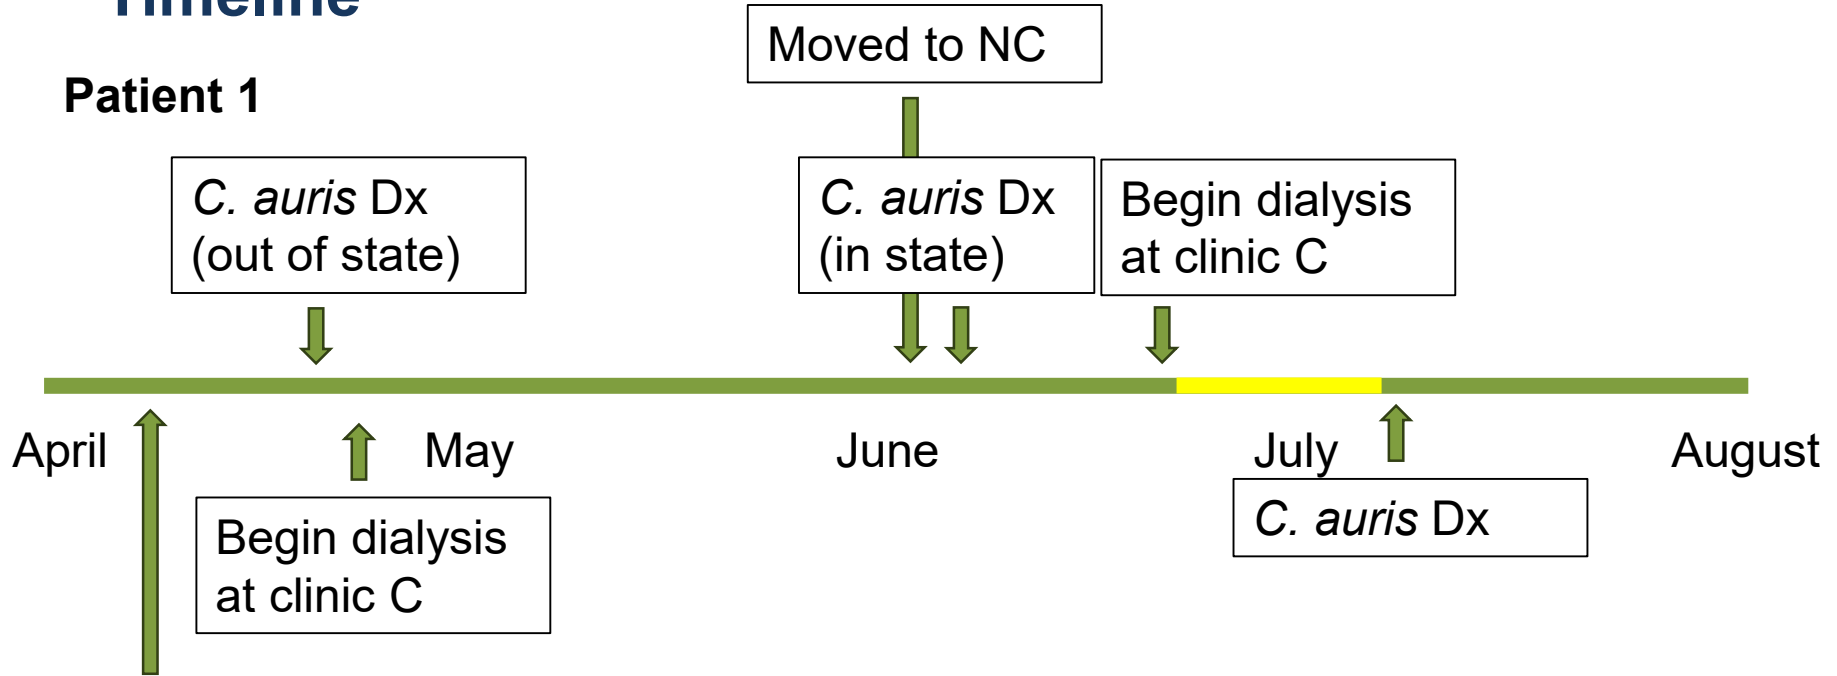 Timeline
Moved to NC
Patient 1
C. auris Dx
(out of state)
C. auris Dx
(in state)
Begin dialysis
at clinic C
April
May
June
July
August
Begin dialysis
at clinic C
C. auris Dx